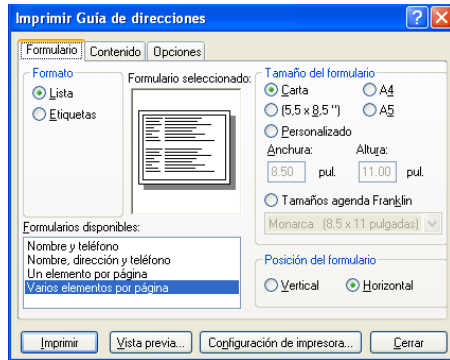 Imprimir Guía de direcciones
Formulario Contenido Opciones
Formato
Lista
Etiquetas
Formulario seleccionado:
Tamaño del formulario
Carta A4
(5,5 x 8,5 ") A5
Personalizado
Anchura: Altura:
8.50 pul. 11.00 pul.
Tamaños agenda Franklin
Monarca (8.5 x 11 pulgadas)
Formularios disponibles:
Nombre y teléfono
Nombre, dirección y teléfono
Un elemento por página
Varios elementos por página
Posición del formulario
Vertical Horizontal
Imprimir Vista previa... Configuración de impresora... Cerrar